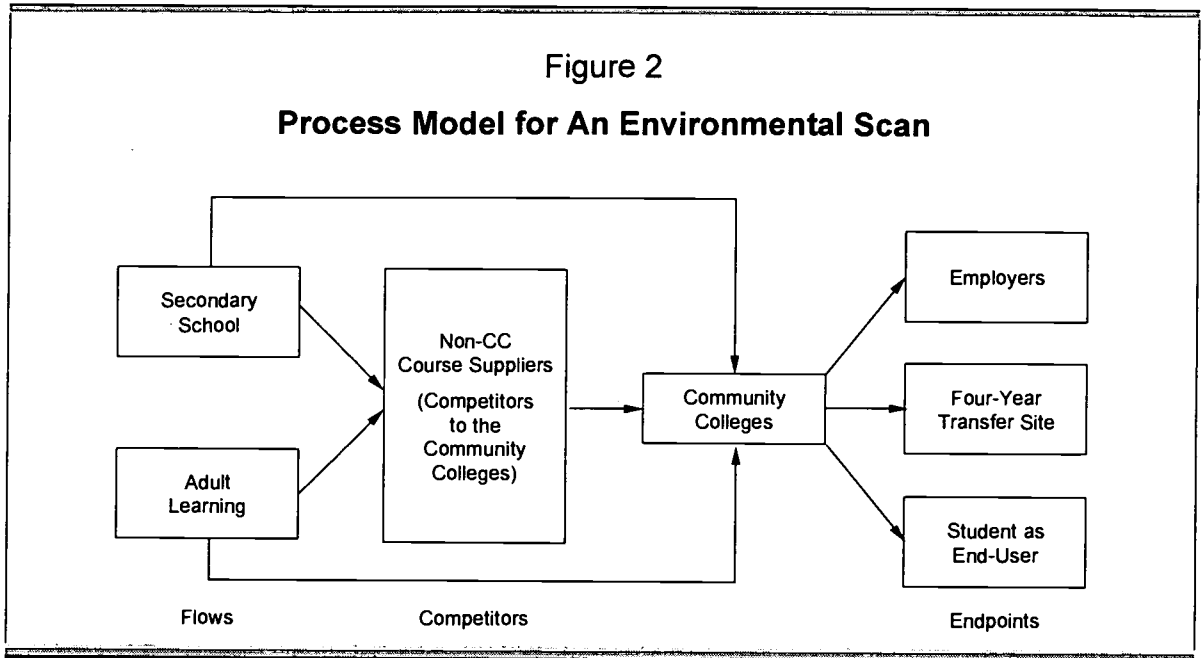 Figure 2
Process Model for An Environmental Scan
Secondary
School
Adult
Learning
Non-CC
Course Suppliers
(Competitors
to the
Community
Colleges)
Community
Colleges
Employers
Four-Year
Transfer Site
Student as
End-User
Flows
Competitors
Endpoints